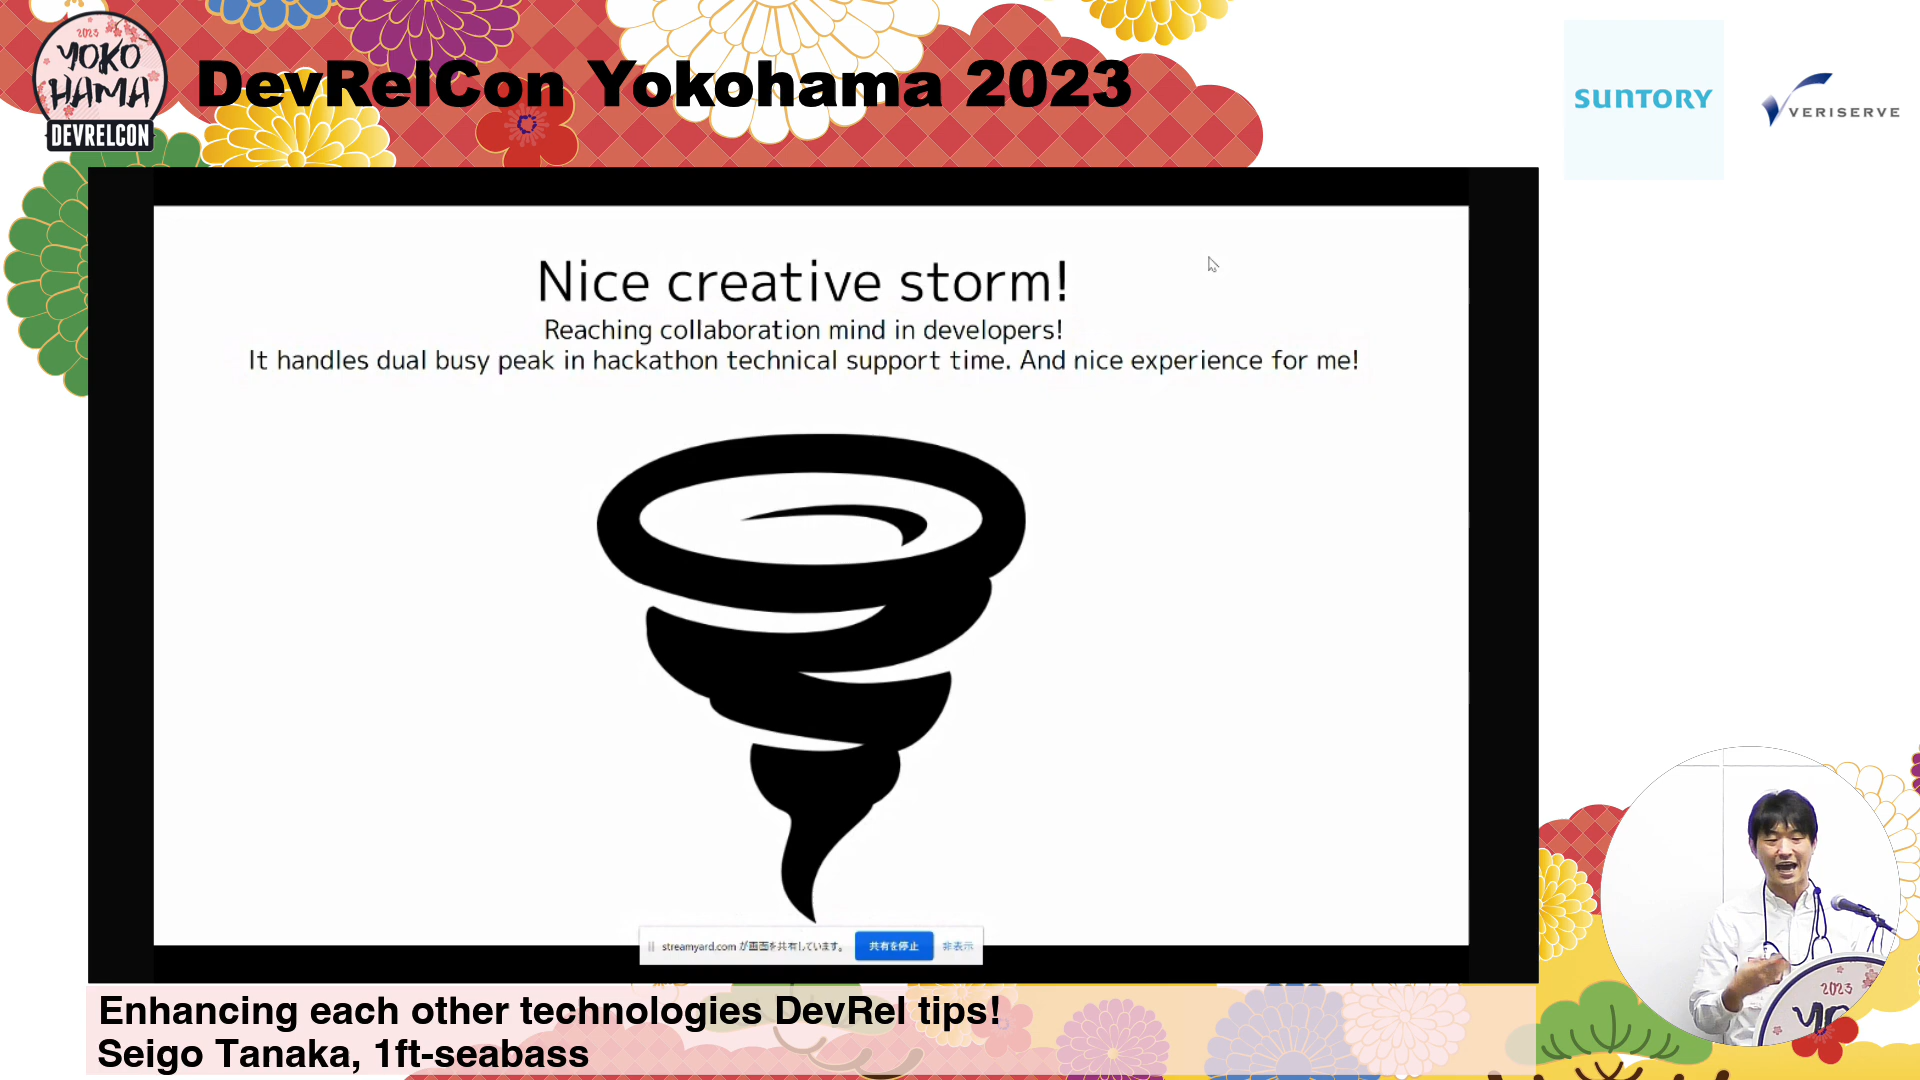 2023
YOKO
HAMA
DEVRELCON
DevRelCon Yokohama 2023
SUNTORY
VERISERVE
Nice creative storm!
Reaching collaboration mind in developers!
It handles dual busy peak in hackathon technical support time. And nice experience for me!
streamyard.com が画面を共有しています。 共有を停止 非表示
2023
YO
Enhancing each other technologies DevRel tips!
Seigo Tanaka, 1ft-seabass